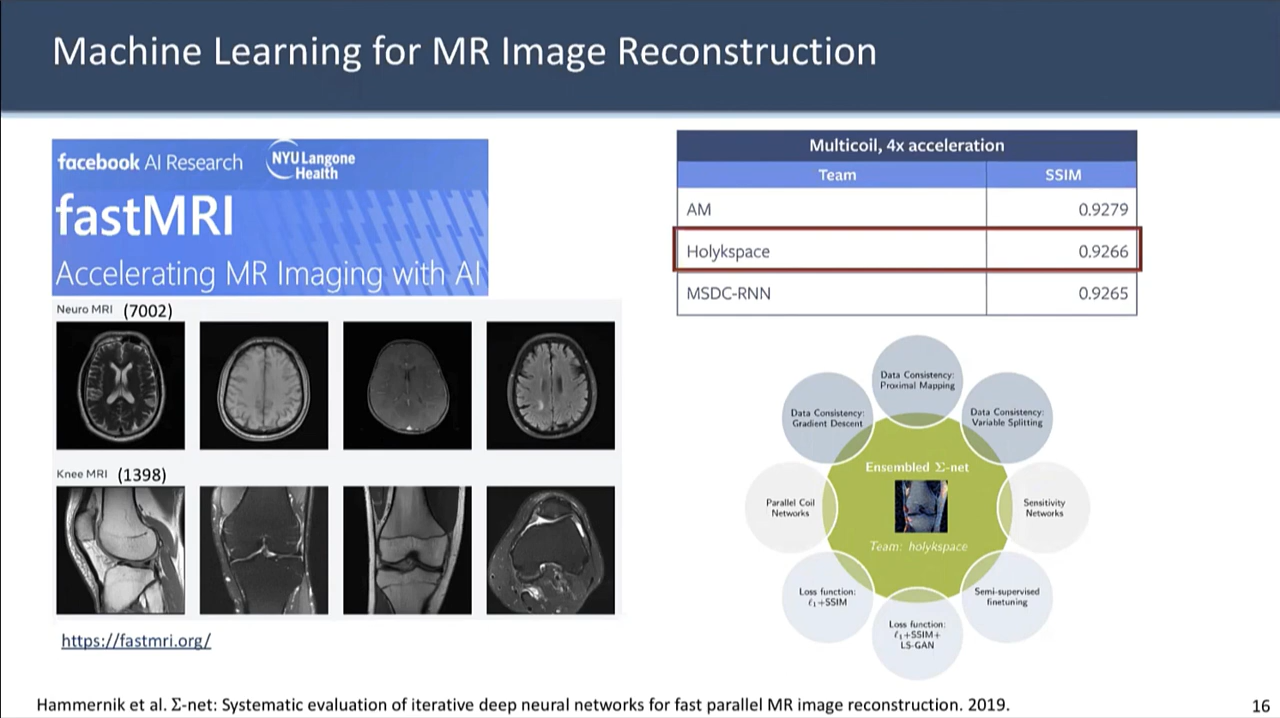 Machine Learning for MR Image Reconstruction
facebook AI Research
NYU Langone
Health
fastMRI
Accelerating MR Imaging with AI
Neuro MRI (7002)
Knee MRI (1398)
https://fastmri.org/
Multicoil, 4x acceleration
Team SSIM
AM 0.9279
Holykspace 0.9266
MSDC-RNN 0.9265
Data Consistency:
Proximal Mapping
Data Consistency:
Gradient Descent
Data Consistency:
Variable Splitting
Ensembled Σ-net
Parallel Coil
Networks
Sensitivity
Networks
Team: holykspace
Loss function:
ℓ₁+SSIM
Semi-supervised
finetuning
Loss function:
ℓ₁+SSIM+
LS-GAN
Hammernik et al. Σ-net: Systematic evaluation of iterative deep neural networks for fast parallel MR image reconstruction. 2019.
16